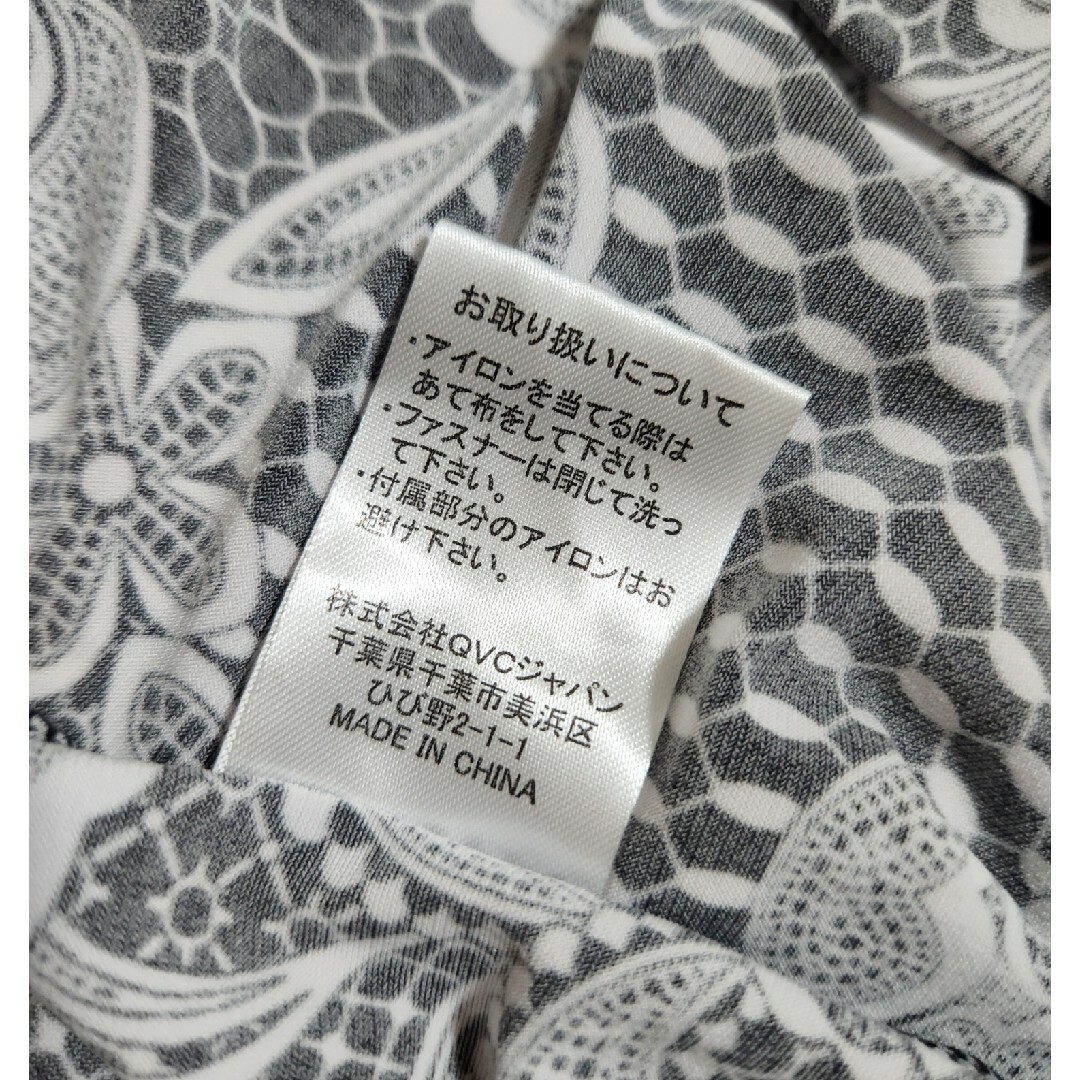 お取り扱いについて
・アイロンを当てる際は
あて布をして下さい。
・ファスナーは閉じて洗っ
て下さい。
・付属部分のアイロンはお
避け下さい。
株式会社QVCジャパン
千葉県千葉市美浜区
ひび野2-1-1
MADE IN CHINA